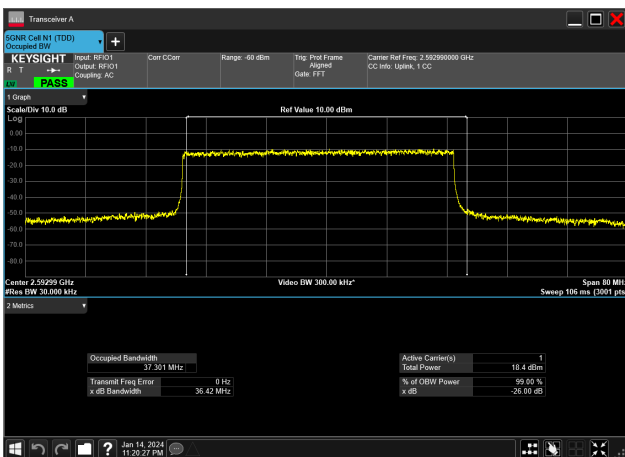 Transceiver A
5GNR Cell N1 (TDD)
Occupied BW
KEYSIGHT
R T
LXI
PASS
Input: RFIO1
Output: RFIO1
Coupling: AC
Corr CCorr
Range: -60 dBm
Trig: Prot Frame
Aligned
Gate: FFT
Carrier Ref Freq: 2.592990000 GHz
CC Info: Uplink, 1 CC
1 Graph
Scale/Div 10.0 dB
Ref Value 10.00 dBm
Log
0.00
-10.0
-20.0
-30.0
-40.0
-50.0
-60.0
-70.0
-80.0
Center 2.59299 GHz
Video BW 300.00 kHz*
Span 80 MHz
#Res BW 30.000 kHz
Sweep 106 ms (3001 pts
2 Metrics
Occupied Bandwidth
37.301 MHz
Transmit Freq Error 0 Hz
x dB Bandwidth 36.42 MHz
Active Carrier(s) 1
Total Power 18.4 dBm
% of OBW Power 99.00 %
x dB -26.00 dB
?
Jan 14, 2024
11:20:27 PM